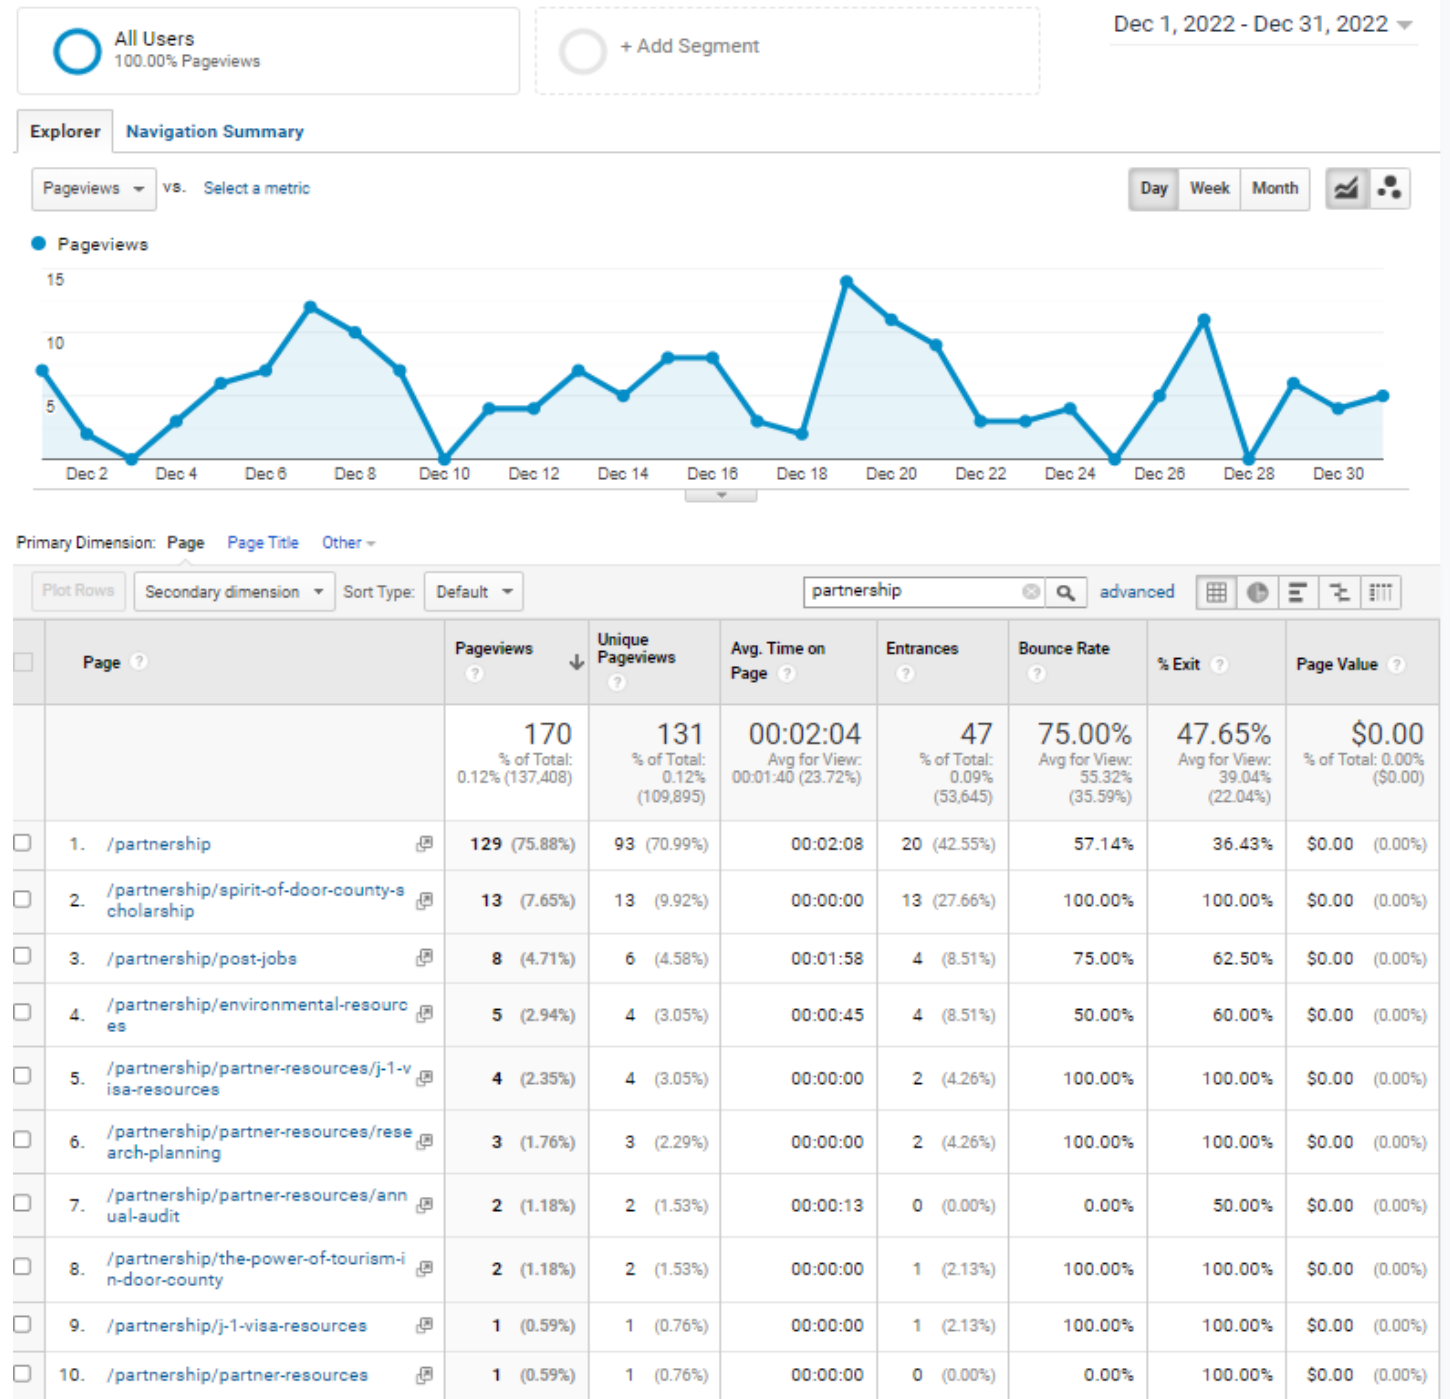 All Users
100.00% Pageviews
+ Add Segment
Dec 1, 2022 - Dec 31, 2022
Explorer
Navigation Summary
Pageviews
vs.
Select a metric
Day
Week
Month
Pageviews
15
10
5
Dec 2
Dec 4
Dec 6
Dec 8
Dec 10
Dec 12
Dec 14
Dec 16
Dec 18
Dec 20
Dec 22
Dec 24
Dec 26
Dec 28
Dec 30
Primary Dimension: Page Page Title Other
Plot Rows
Secondary dimension
Sort Type:
Default
partnership
advanced
Page ?
Pageviews
?
Unique
Pageviews
?
Avg. Time on
Page ?
Entrances
?
Bounce Rate
?
% Exit ?
Page Value ?
170
% of Total:
0.12% (137,408)
131
% of Total:
0.12%
(109,895)
00:02:04
Avg for View:
00:01:40 (23.72%)
47
% of Total:
0.09%
(53,645)
75.00%
Avg for View:
55.32%
(35.59%)
47.65%
Avg for View:
39.04%
(22.04%)
$0.00
% of Total: 0.00%
($0.00)
1. /partnership 129 (75.88%) 93 (70.99%) 00:02:08 20 (42.55%) 57.14% 36.43% $0.00 (0.00%)
2. /partnership/spirit-of-door-county-s
cholarship
13 (7.65%) 13 (9.92%) 00:00:00 13 (27.66%) 100.00% 100.00% $0.00 (0.00%)
3. /partnership/post-jobs 8 (4.71%) 6 (4.58%) 00:01:58 4 (8.51%) 75.00% 62.50% $0.00 (0.00%)
4. /partnership/environmental-resourc
es
5 (2.94%) 4 (3.05%) 00:00:45 4 (8.51%) 50.00% 60.00% $0.00 (0.00%)
5. /partnership/partner-resources/j-1-v
isa-resources
4 (2.35%) 4 (3.05%) 00:00:00 2 (4.26%) 100.00% 100.00% $0.00 (0.00%)
6. /partnership/partner-resources/rese
arch-planning
3 (1.76%) 3 (2.29%) 00:00:00 2 (4.26%) 100.00% 100.00% $0.00 (0.00%)
7. /partnership/partner-resources/ann
ual-audit
2 (1.18%) 2 (1.53%) 00:00:13 0 (0.00%) 0.00% 50.00% $0.00 (0.00%)
8. /partnership/the-power-of-tourism-i
n-door-county
2 (1.18%) 2 (1.53%) 00:00:00 1 (2.13%) 100.00% 100.00% $0.00 (0.00%)
9. /partnership/j-1-visa-resources 1 (0.59%) 1 (0.76%) 00:00:00 1 (2.13%) 100.00% 100.00% $0.00 (0.00%)
10. /partnership/partner-resources 1 (0.59%) 1 (0.76%) 00:00:00 0 (0.00%) 0.00% 100.00% $0.00 (0.00%)